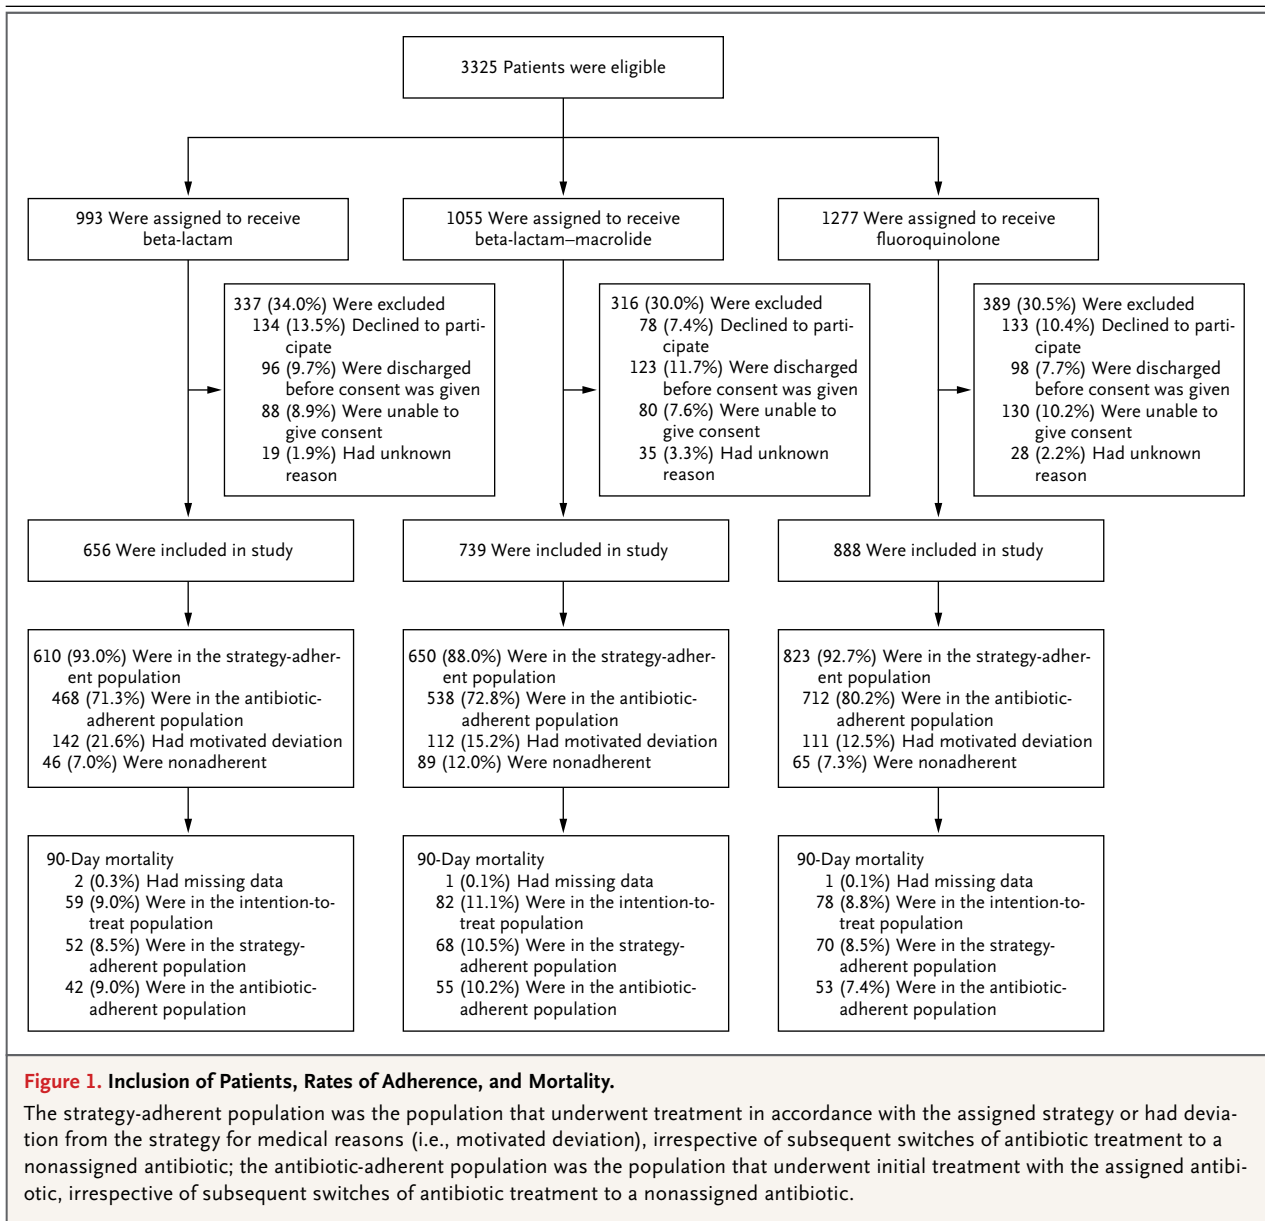 3325 Patients were eligible
993 Were assigned to receive
beta-lactam
1055 Were assigned to receive
beta-lactam–macrolide
1277 Were assigned to receive
fluoroquinolone
337 (34.0%) Were excluded
134 (13.5%) Declined to parti-
cipate
96 (9.7%) Were discharged
before consent was given
88 (8.9%) Were unable to
give consent
19 (1.9%) Had unknown
reason
316 (30.0%) Were excluded
78 (7.4%) Declined to parti-
cipate
123 (11.7%) Were discharged
before consent was given
80 (7.6%) Were unable to
give consent
35 (3.3%) Had unknown
reason
389 (30.5%) Were excluded
133 (10.4%) Declined to parti-
cipate
98 (7.7%) Were discharged
before consent was given
130 (10.2%) Were unable to
give consent
28 (2.2%) Had unknown
reason
656 Were included in study
739 Were included in study
888 Were included in study
610 (93.0%) Were in the strategy-adher-
ent population
468 (71.3%) Were in the antibiotic-
adherent population
142 (21.6%) Had motivated deviation
46 (7.0%) Were nonadherent
650 (88.0%) Were in the strategy-adher-
ent population
538 (72.8%) Were in the antibiotic-
adherent population
112 (15.2%) Had motivated deviation
89 (12.0%) Were nonadherent
823 (92.7%) Were in the strategy-adher-
ent population
712 (80.2%) Were in the antibiotic-
adherent population
111 (12.5%) Had motivated deviation
65 (7.3%) Were nonadherent
90-Day mortality
2 (0.3%) Had missing data
59 (9.0%) Were in the intention-to-
treat population
52 (8.5%) Were in the strategy-
adherent population
42 (9.0%) Were in the antibiotic-
adherent population
90-Day mortality
1 (0.1%) Had missing data
82 (11.1%) Were in the intention-to-
treat population
68 (10.5%) Were in the strategy-
adherent population
55 (10.2%) Were in the antibiotic-
adherent population
90-Day mortality
1 (0.1%) Had missing data
78 (8.8%) Were in the intention-to-
treat population
70 (8.5%) Were in the strategy-
adherent population
53 (7.4%) Were in the antibiotic-
adherent population
Figure 1. Inclusion of Patients, Rates of Adherence, and Mortality.
The strategy-adherent population was the population that underwent treatment in accordance with the assigned strategy or had devia-
tion from the strategy for medical reasons (i.e., motivated deviation), irrespective of subsequent switches of antibiotic treatment to a
nonassigned antibiotic; the antibiotic-adherent population was the population that underwent initial treatment with the assigned antibi-
otic, irrespective of subsequent switches of antibiotic treatment to a nonassigned antibiotic.